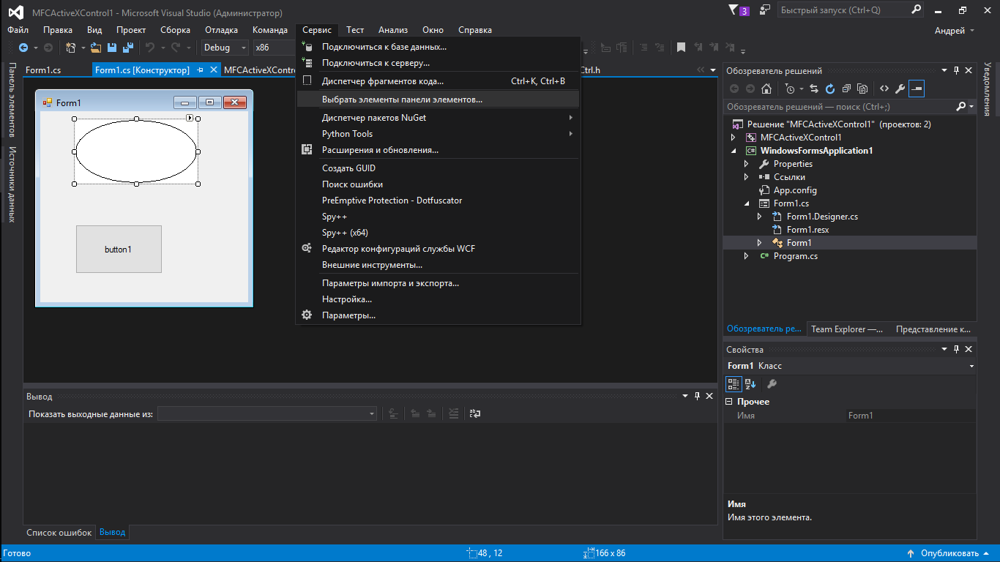 MFCActiveXControl1 - Microsoft Visual Studio (Администратор)
3
Быстрый запуск (Ctrl+Q)
Файл Правка Вид Проект Сборка Отладка Команда Сервис Тест Анализ Окно Справка
Андрей
Debug x86
Form1.cs Form1.cs [Конструктор] MFCActiveXContro Ctrl.h
Панель элементов
Источники данных
Form1
button1
Подключиться к базе данных...
Подключиться к серверу...
Диспетчер фрагментов кода... Ctrl+K, Ctrl+B
Выбрать элементы панели элементов...
Диспетчер пакетов NuGet
Python Tools
Расширения и обновления...
Создать GUID
Поиск ошибки
PreEmptive Protection - Dotfuscator
Spy++
Spy++ (x64)
Редактор конфигураций службы WCF
Внешние инструменты...
Параметры импорта и экспорта...
Настройка...
Параметры...
Обозреватель решений
Обозреватель решений — поиск (Ctrl+;)
Решение "MFCActiveXControl1" (проектов: 2)
MFCActiveXControl1
WindowsFormsApplication1
Properties
Ссылки
App.config
Form1.cs
Form1.Designer.cs
Form1.resx
Form1
Program.cs
Обозреватель ре... Team Explorer —... Представление к...
Уведомления
Свойства
Form1 Класс
Прочее
Имя Form1
Имя
Имя этого элемента.
Вывод
Показать выходные данные из:
Список ошибок Вывод
Готово 48 , 12 166 x 86 Опубликовать